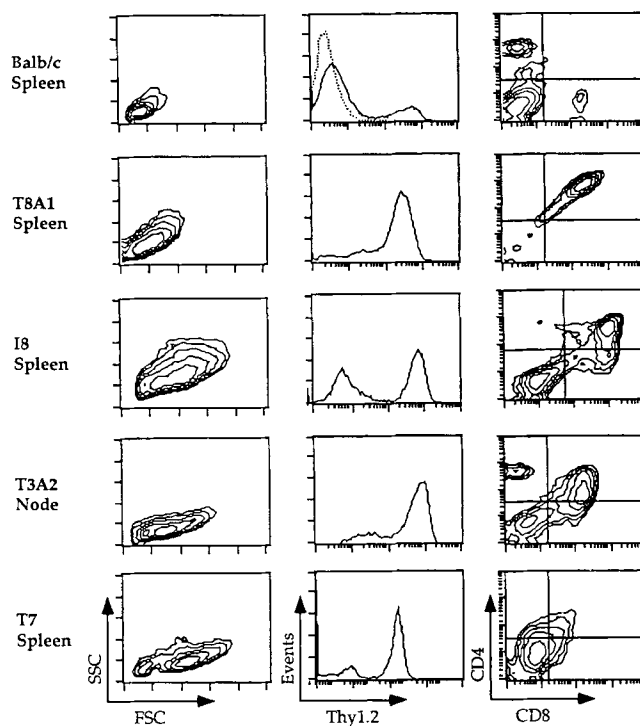 Balb/c
Spleen
T8A1
Spleen
I8
Spleen
T3A2
Node
T7
Spleen
SSC
FSC
Events
Thy1.2
CD4
CD8